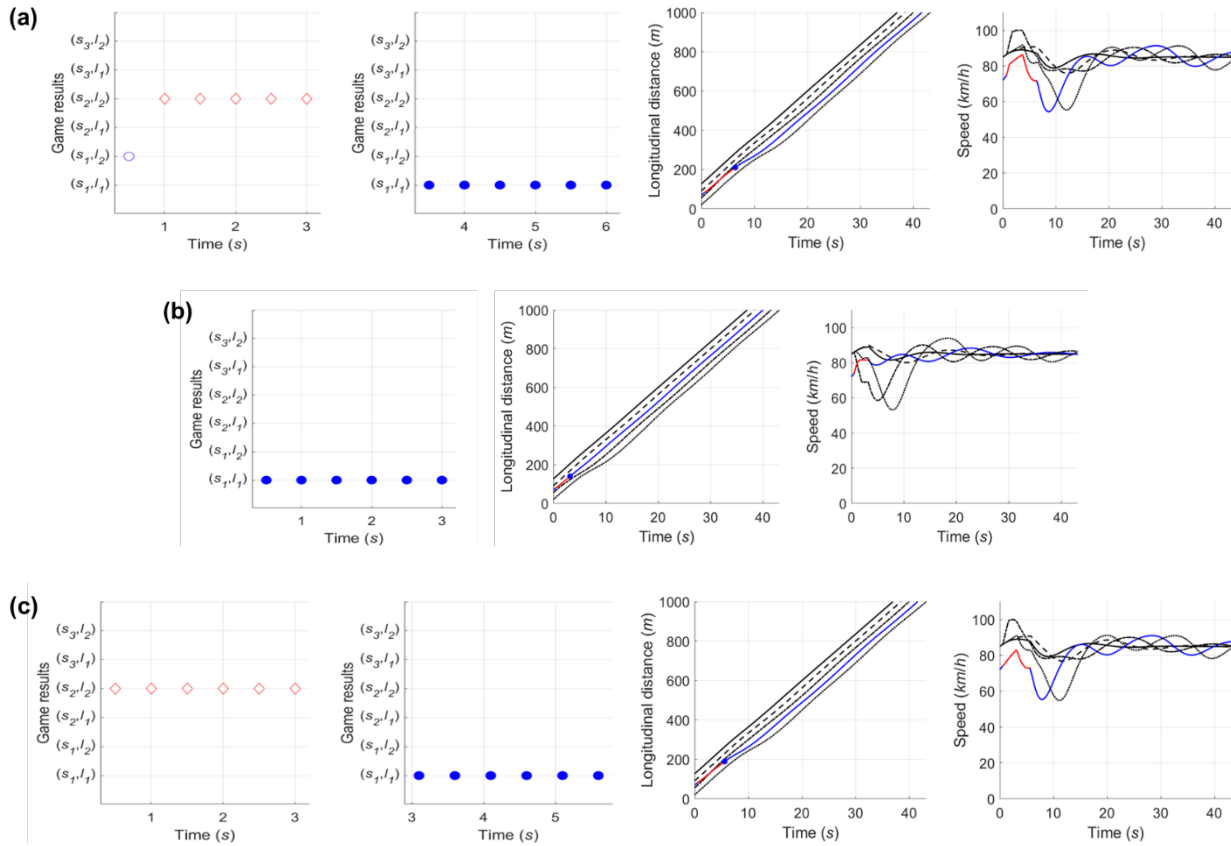 (a)
Game results
(s3,l2)
(s3,l1)
(s2,l2)
(s2,l1)
(s1,l2)
(s1,l1)
1 2 3
Time (s)
Game results
(s3,l2)
(s3,l1)
(s2,l2)
(s2,l1)
(s1,l2)
(s1,l1)
4 5 6
Time (s)
Longitudinal distance (m)
1000
800
600
400
200
0
0 10 20 30 40
Time (s)
Speed (km/h)
100
80
60
40
20
0
0 10 20 30 40
Time (s)
(b)
Game results
(s3,l2)
(s3,l1)
(s2,l2)
(s2,l1)
(s1,l2)
(s1,l1)
1 2 3
Time (s)
Longitudinal distance (m)
1000
800
600
400
200
0
0 10 20 30 40
Time (s)
Speed (km/h)
100
80
60
40
20
0
0 10 20 30 40
Time (s)
(c)
Game results
(s3,l2)
(s3,l1)
(s2,l2)
(s2,l1)
(s1,l2)
(s1,l1)
1 2 3
Time (s)
Game results
(s3,l2)
(s3,l1)
(s2,l2)
(s2,l1)
(s1,l2)
(s1,l1)
3 4 5
Time (s)
Longitudinal distance (m)
1000
800
600
400
200
0
0 10 20 30 40
Time (s)
Speed (km/h)
100
80
60
40
20
0
0 10 20 30 40
Time (s)